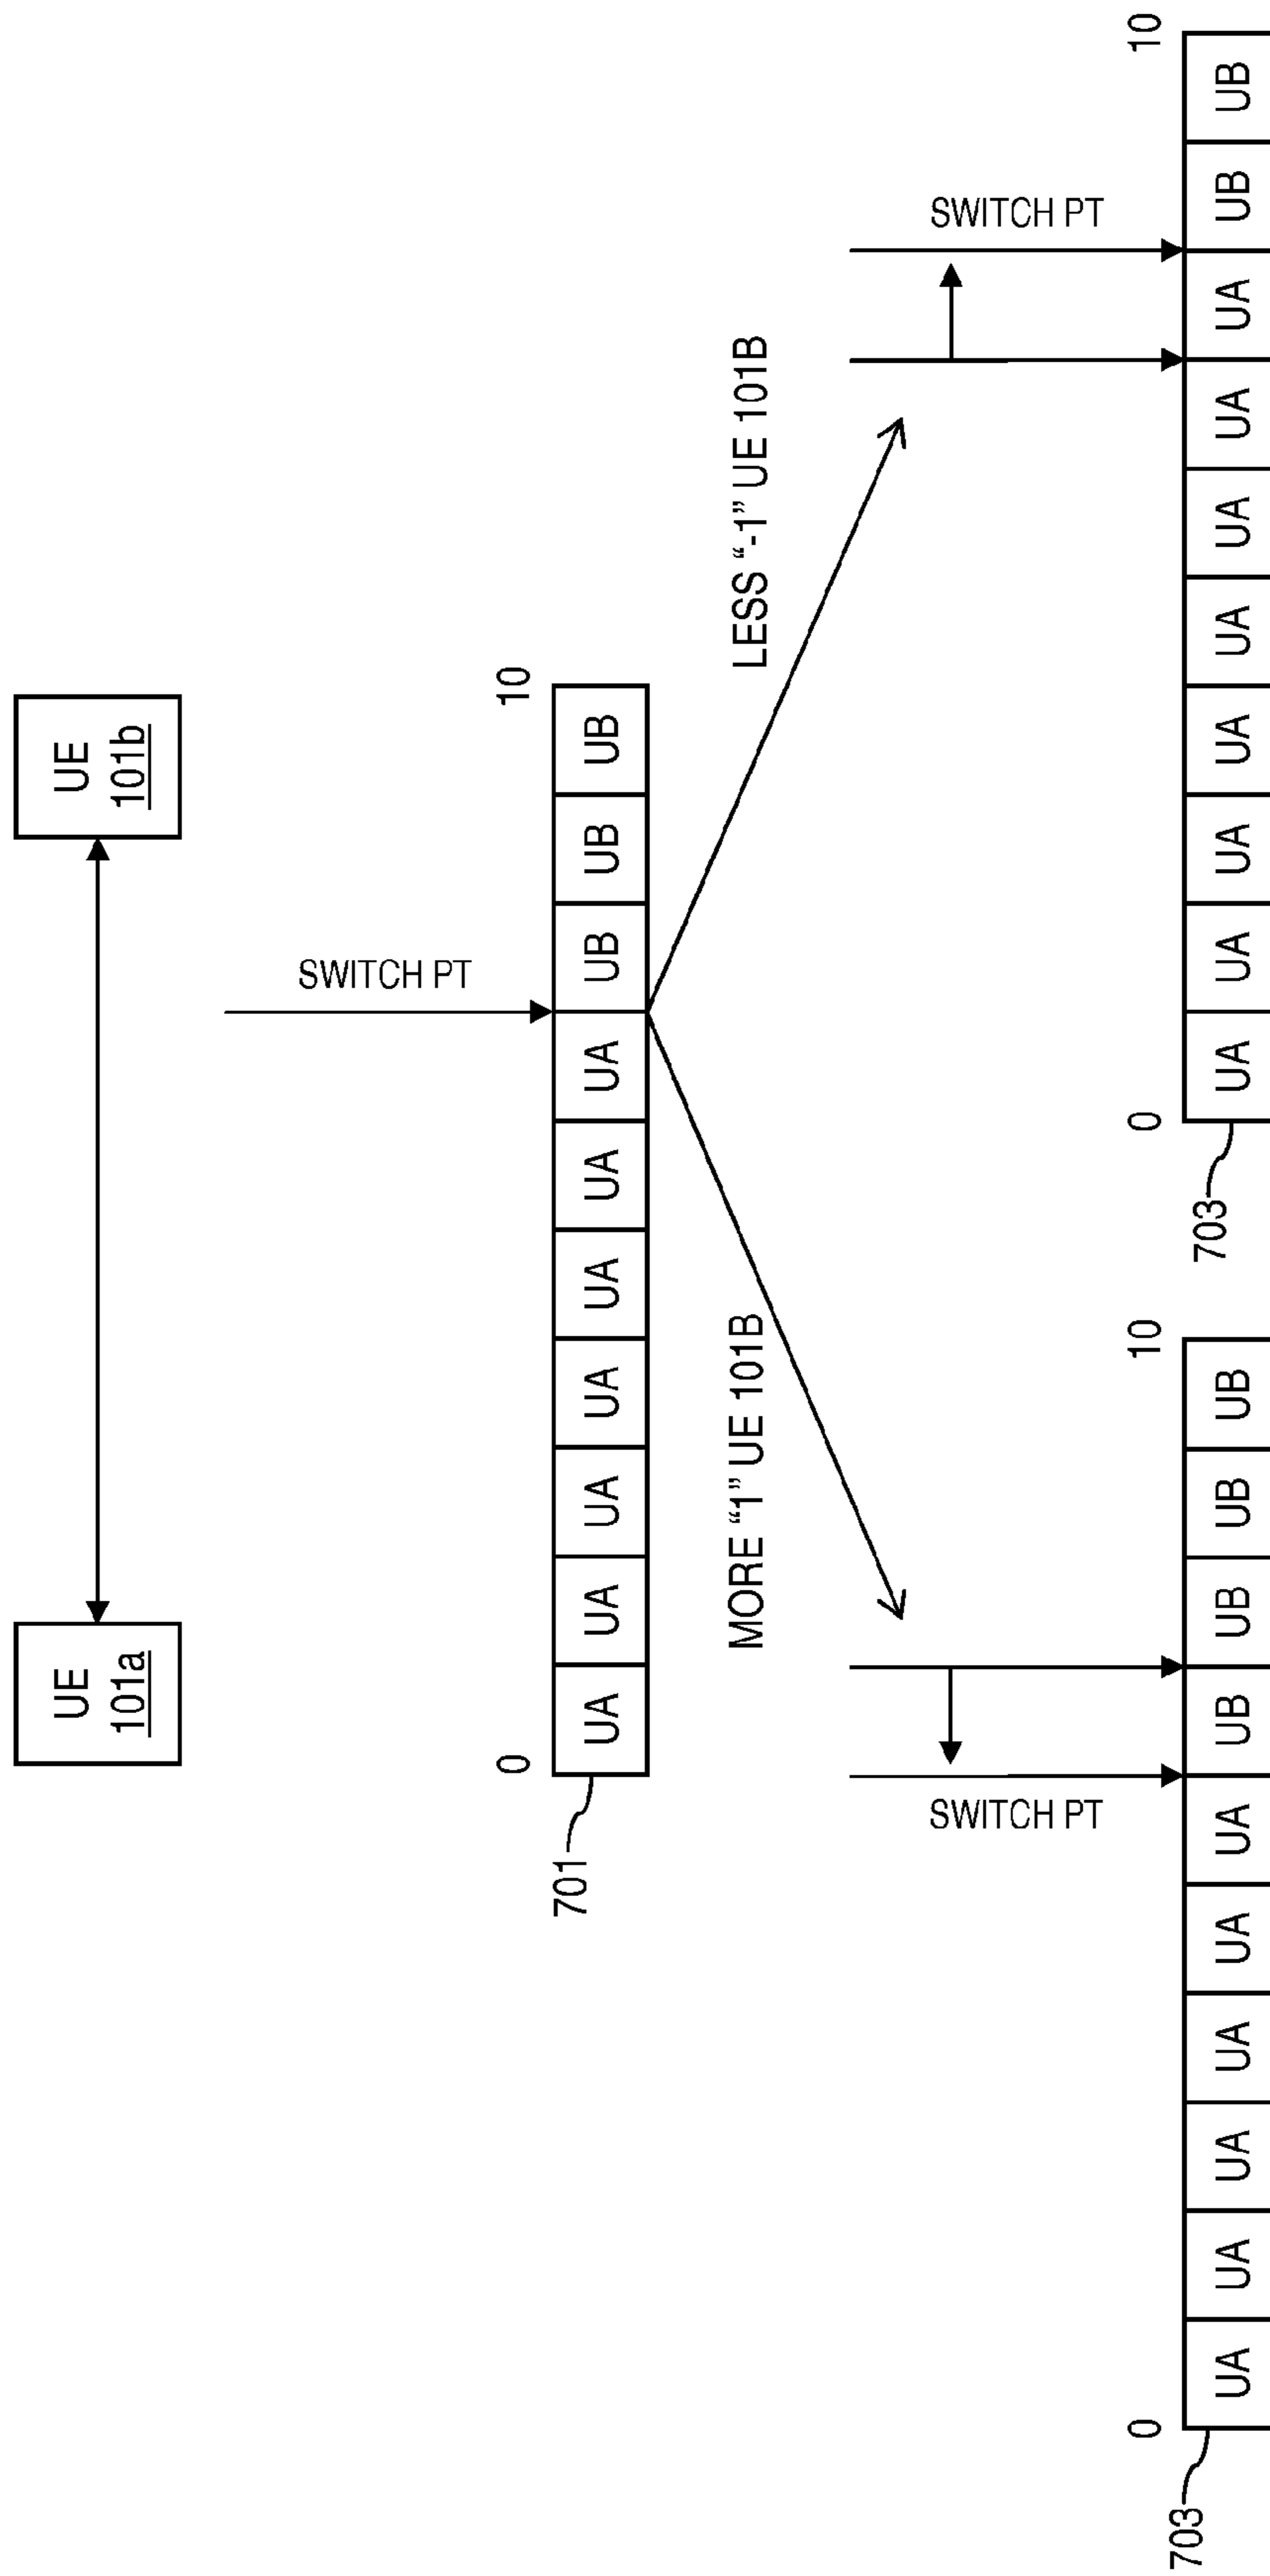 UE
101a
UE
101b
SWITCH PT
0
10
701
UA UA UA UA UA UA UA UB UB UB
MORE “1” UE 101B
LESS “-1” UE 101B
SWITCH PT
SWITCH PT
0
10
0
10
703
UA UA UA UA UA UA UB UB UB UB
703
UA UA UA UA UA UA UA UA UB UB